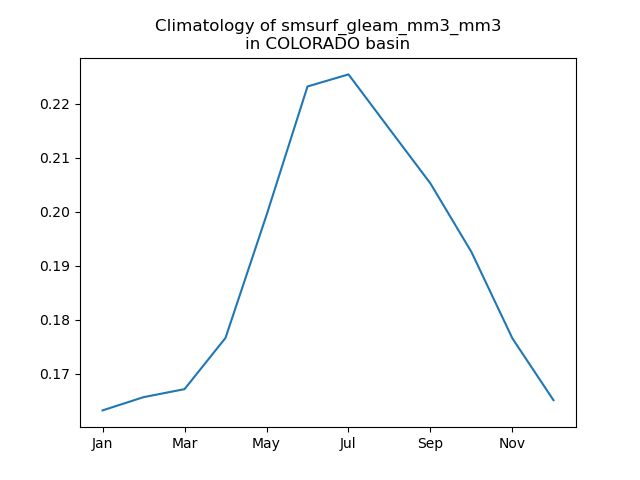 Climatology of smsurf_gleam_mm3_mm3
in COLORADO basin
0.22
0.21
0.20
0.19
0.18
0.17
Jan Mar May Jul Sep Nov